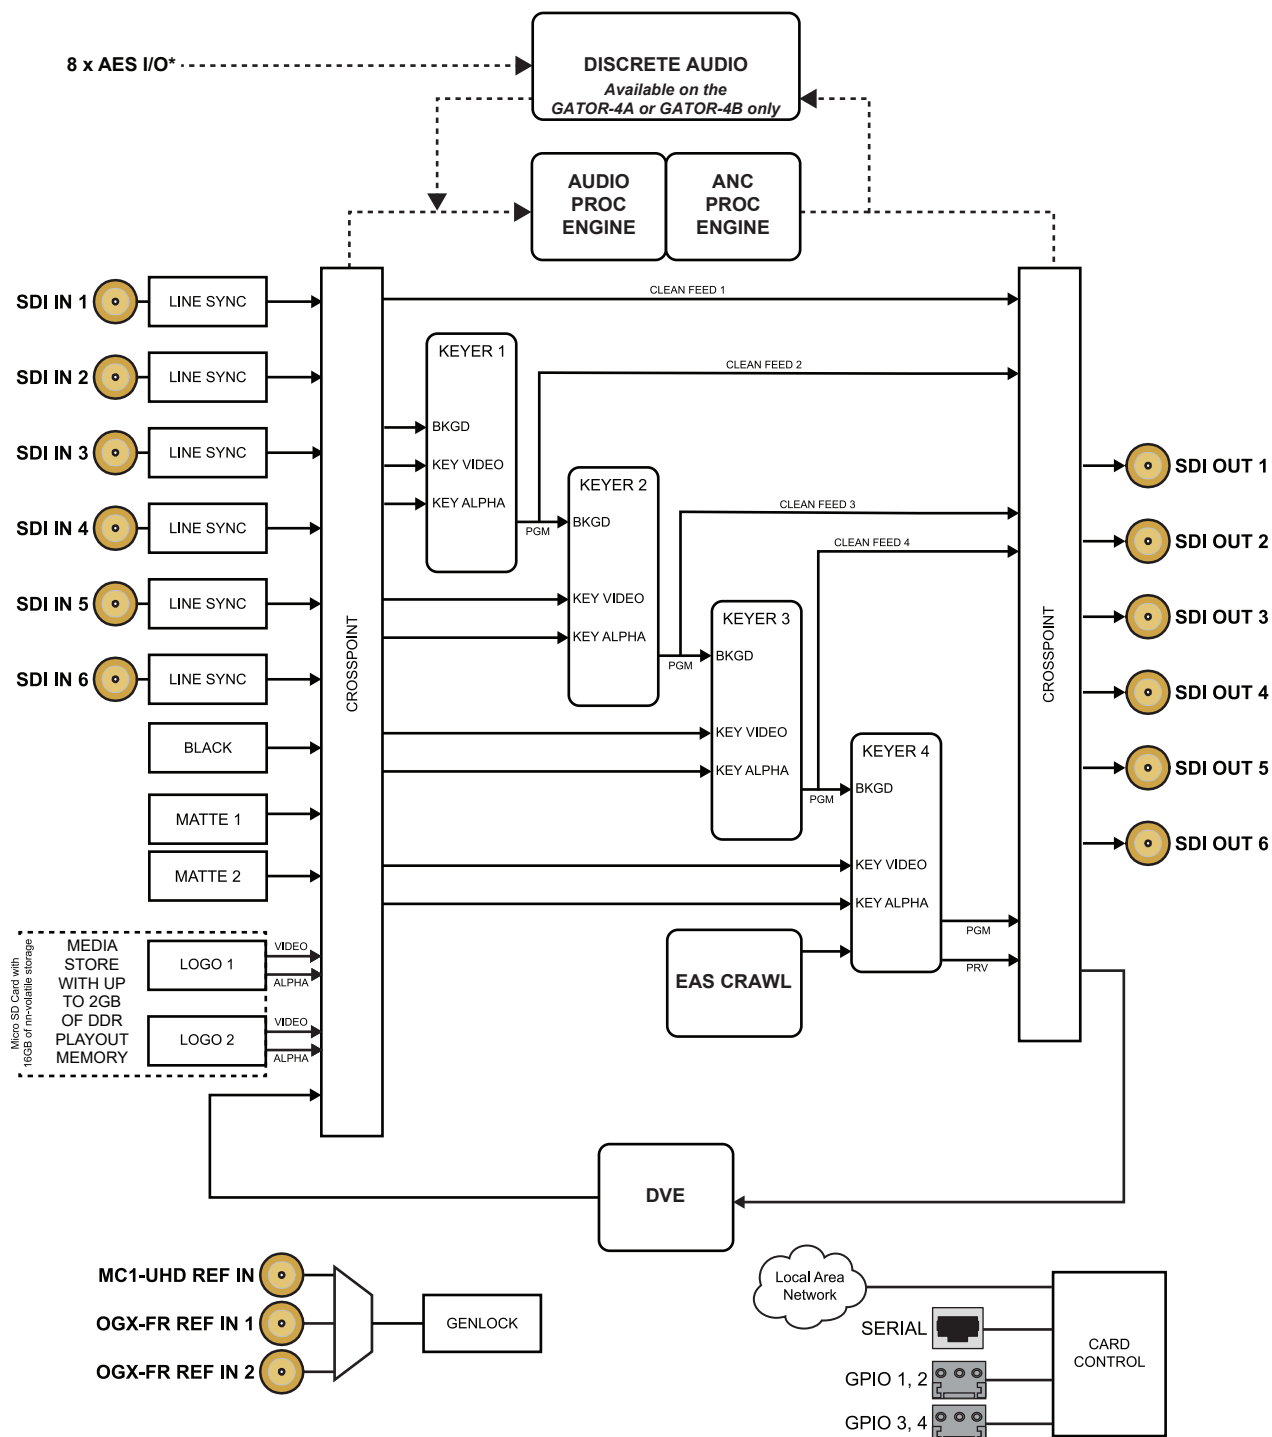 8 x AES I/O*
DISCRETE AUDIO
Available on the
GATOR-4A or GATOR-4B only
AUDIO
PROC
ENGINE
ANC
PROC
ENGINE
SDI IN 1
LINE SYNC
SDI IN 2
LINE SYNC
SDI IN 3
LINE SYNC
SDI IN 4
LINE SYNC
SDI IN 5
LINE SYNC
SDI IN 6
LINE SYNC
BLACK
MATTE 1
MATTE 2
Micro SD Card with
16GB of nn-volatile storage
MEDIA
STORE
WITH UP
TO 2GB
OF DDR
PLAYOUT
MEMORY
LOGO 1
VIDEO
ALPHA
LOGO 2
VIDEO
ALPHA
CROSSPOINT
CLEAN FEED 1
KEYER 1
BKGD
KEY VIDEO
KEY ALPHA
PGM
CLEAN FEED 2
KEYER 2
BKGD
KEY VIDEO
KEY ALPHA
PGM
CLEAN FEED 3
KEYER 3
BKGD
KEY VIDEO
KEY ALPHA
PGM
CLEAN FEED 4
KEYER 4
BKGD
KEY VIDEO
KEY ALPHA
PGM
PRV
EAS CRAWL
CROSSPOINT
SDI OUT 1
SDI OUT 2
SDI OUT 3
SDI OUT 4
SDI OUT 5
SDI OUT 6
DVE
MC1-UHD REF IN
OGX-FR REF IN 1
OGX-FR REF IN 2
GENLOCK
Local Area
Network
SERIAL
GPIO 1, 2
GPIO 3, 4
CARD
CONTROL